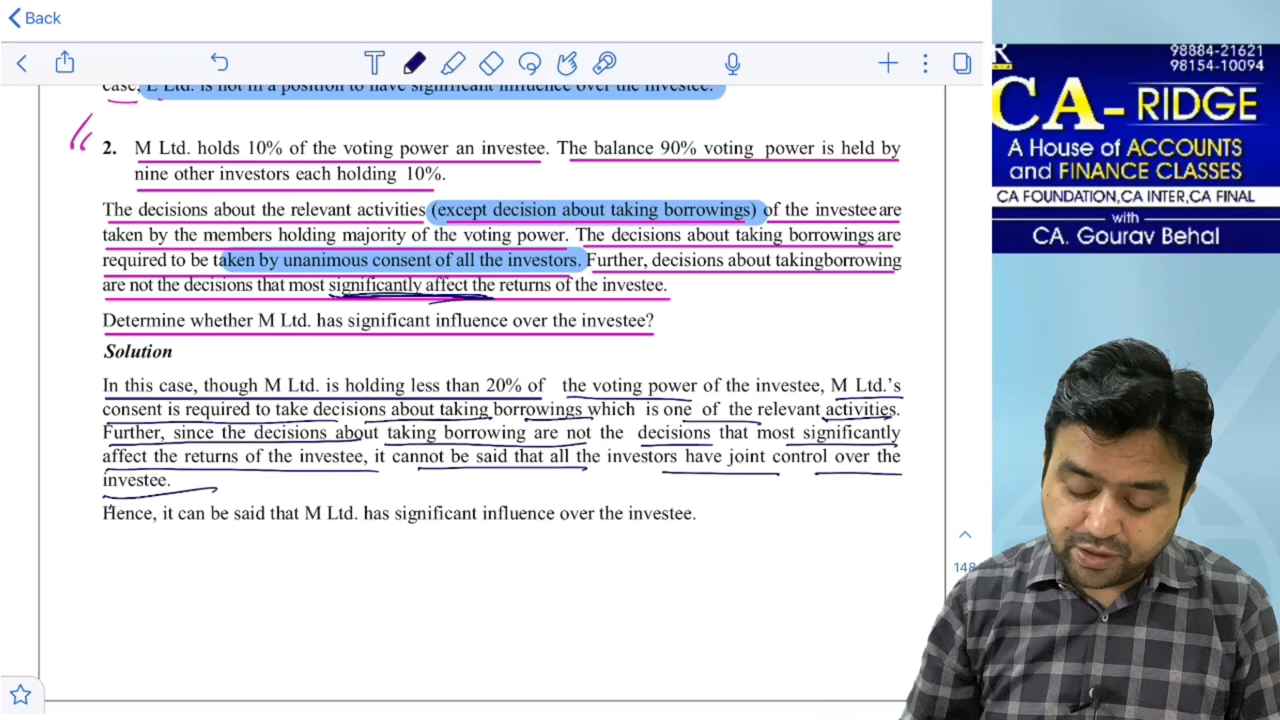 Back
case, E Ltd. is not in a position to have significant influence over the investee.
2. M Ltd. holds 10% of the voting power an investee. The balance 90% voting power is held by
nine other investors each holding 10%.
The decisions about the relevant activities (except decision about taking borrowings) of the investee are
taken by the members holding majority of the voting power. The decisions about taking borrowings are
required to be taken by unanimous consent of all the investors. Further, decisions about takingborrowing
are not the decisions that most significantly affect the returns of the investee.
Determine whether M Ltd. has significant influence over the investee?
Solution
In this case, though M Ltd. is holding less than 20% of the voting power of the investee, M Ltd.'s
consent is required to take decisions about taking borrowings which is one of the relevant activities.
Further, since the decisions about taking borrowing are not the decisions that most significantly
affect the returns of the investee, it cannot be said that all the investors have joint control over the
investee.
Hence, it can be said that M Ltd. has significant influence over the investee.
148
R
98884-21621
98154-10094
CA-RIDGE
A House of ACCOUNTS
and FINANCE CLASSES
CA FOUNDATION,CA INTER,CA FINAL
with
CA. Gourav Behal